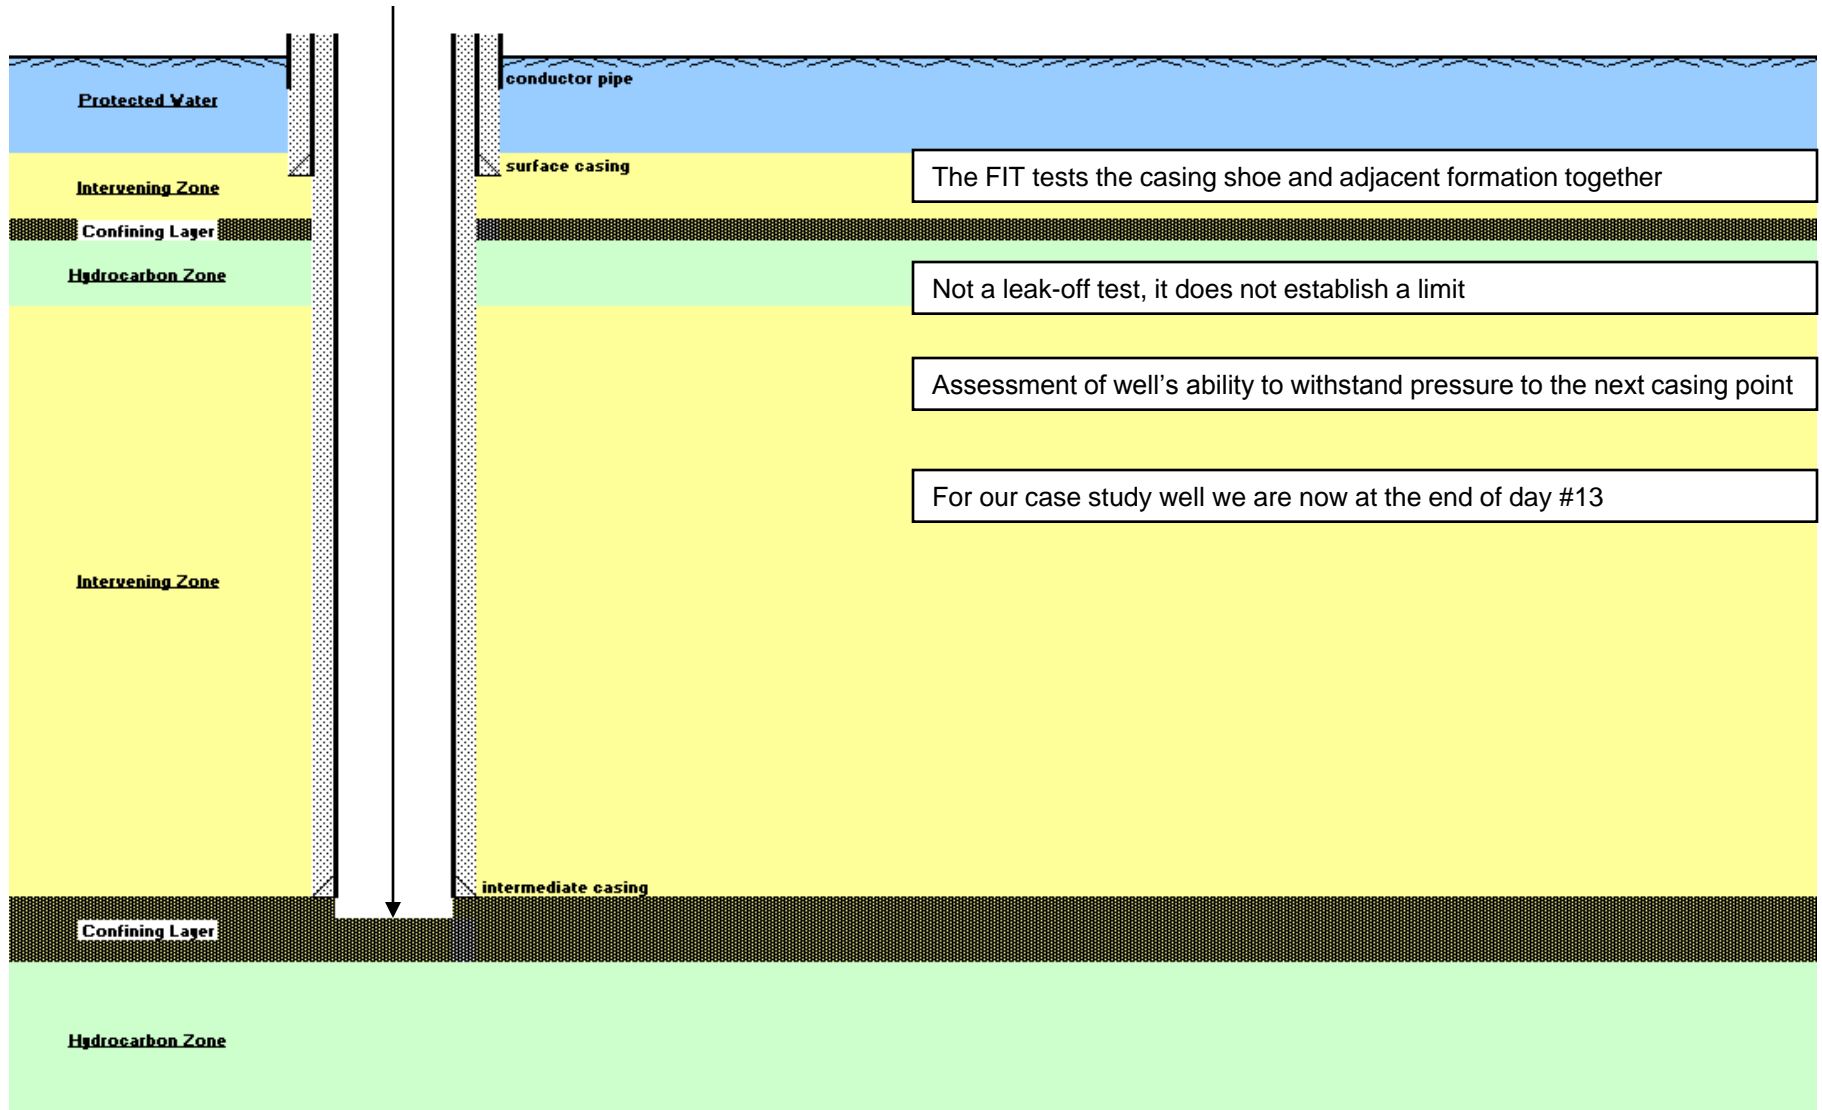 conductor pipe
Protected Water
surface casing
The FIT tests the casing shoe and adjacent formation together
Intervening Zone
Confining Layer
Hydrocarbon Zone
Not a leak-off test, it does not establish a limit
Assessment of well’s ability to withstand pressure to the next casing point
For our case study well we are now at the end of day #13
Intervening Zone
intermediate casing
Confining Layer
Hydrocarbon Zone